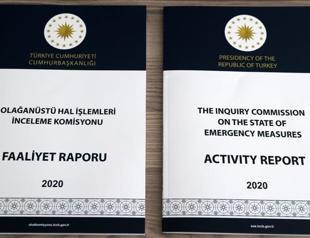 TÜRKİYE CUMHURİYETİ
CUMHURBAŞKANLIĞI
OLAĞANÜSTÜ HAL İŞLEMLERİ
İNCELEME KOMİSYONU
FAALİYET RAPORU
2020
PRESIDENCY OF THE
REPUBLIC OF TURKEY
THE INQUIRY COMMISSION
ON THE STATE OF
EMERGENCY MEASURES
ACTIVITY REPORT
2020